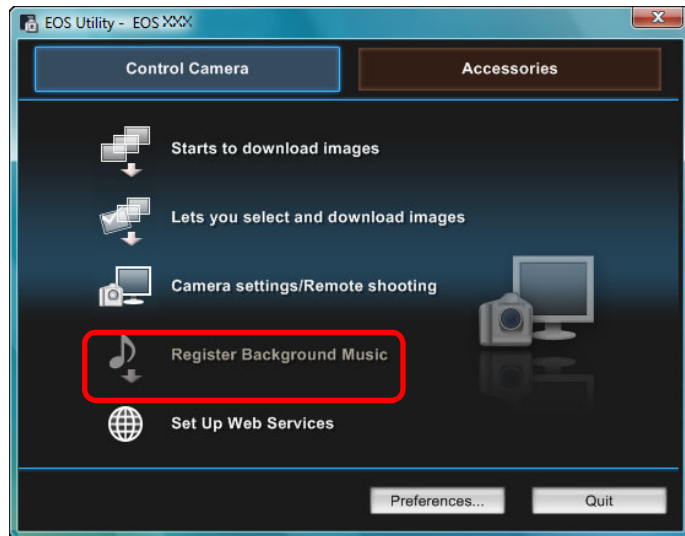 EOS Utility - EOS XXX
Control Camera
Accessories
Starts to download images
Lets you select and download images
Camera settings/Remote shooting
Register Background Music
Set Up Web Services
Preferences...
Quit